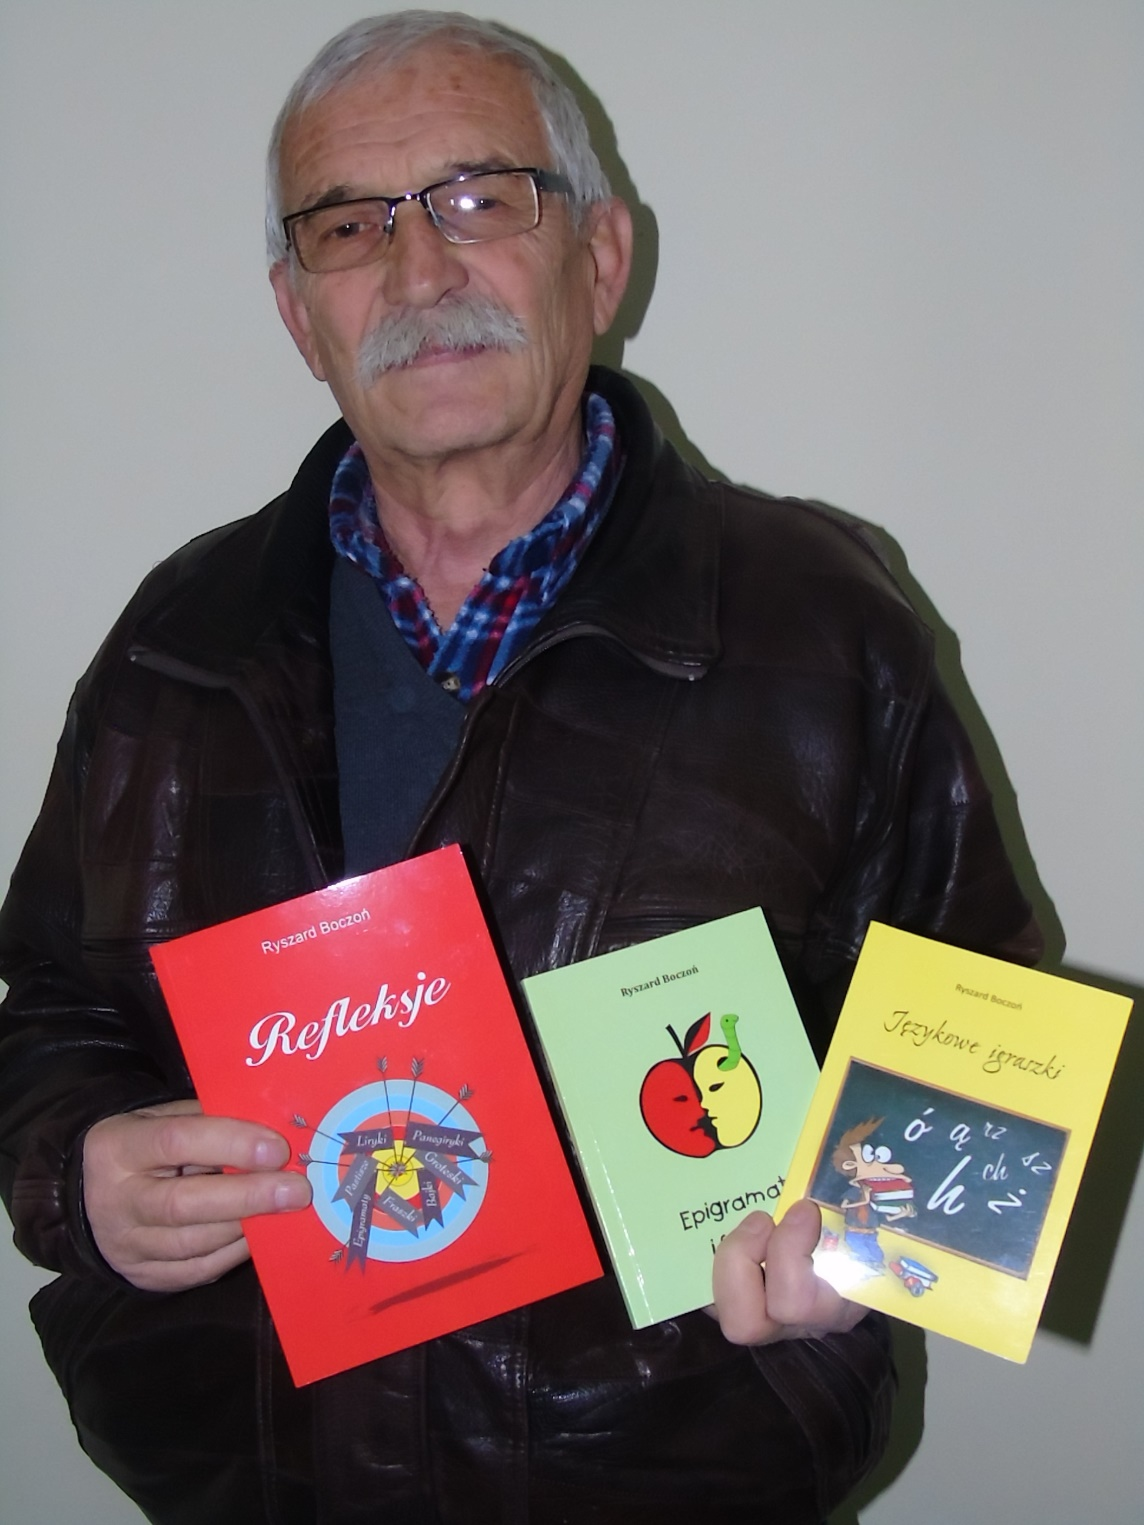 Ryszard Boczoń
Refleksje
Liryki
Panegiryki
Pastisze
Groteski
Epigramaty
Fraszki
Bajki
Ryszard Boczoń
Epigramat
i
Ryszard Boczoń
Językowe igraszki
ó ą rz sz
h ch ż